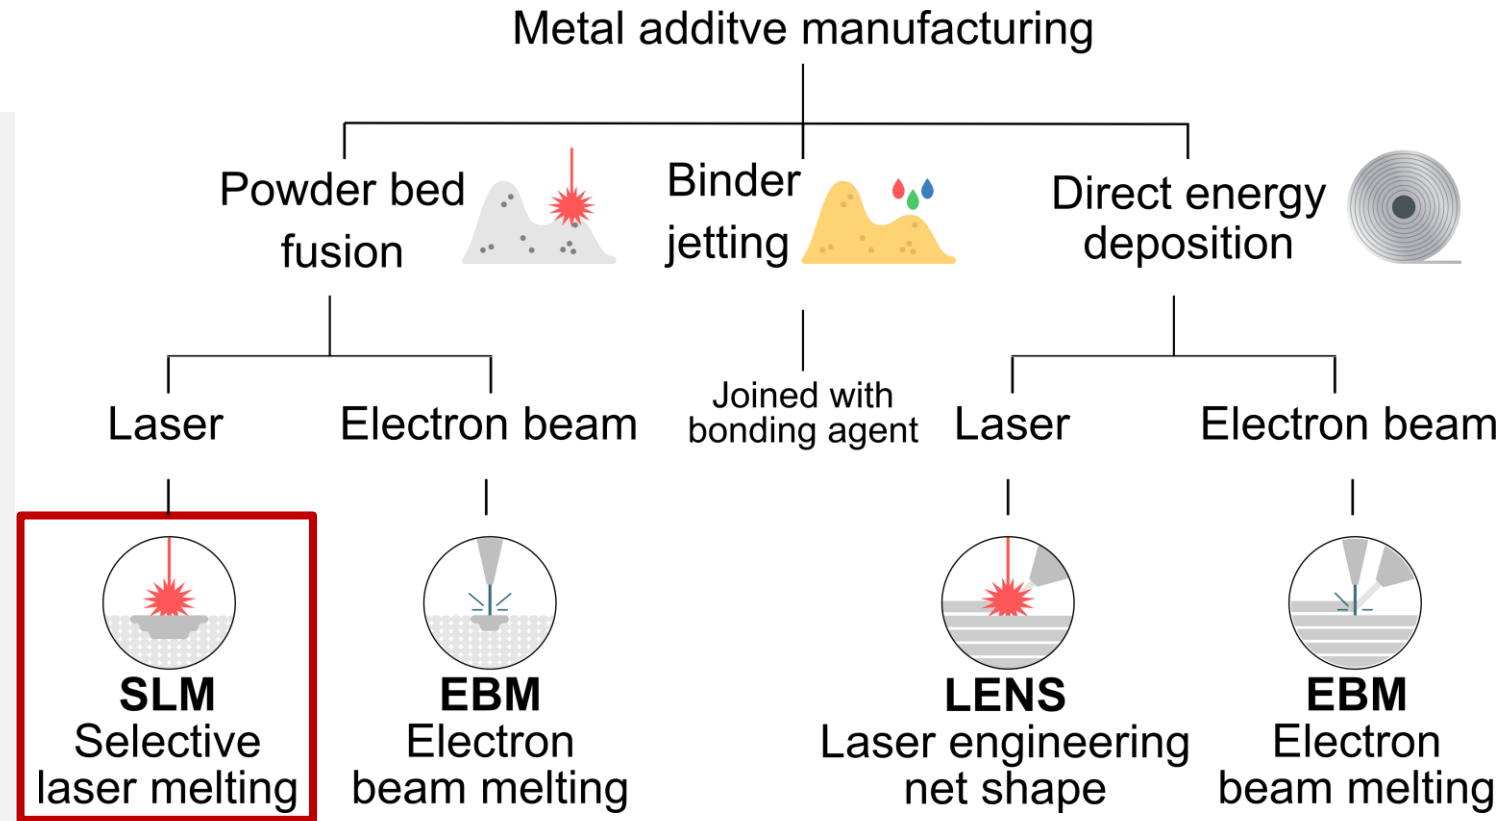 Metal additve manufacturing
Powder bed
fusion
Binder
jetting
Direct energy
deposition
Laser
Electron beam
Joined with
bonding agent
Laser
Electron beam
SLM
Selective
laser melting
EBM
Electron
beam melting
LENS
Laser engineering
net shape
EBM
Electron
beam melting